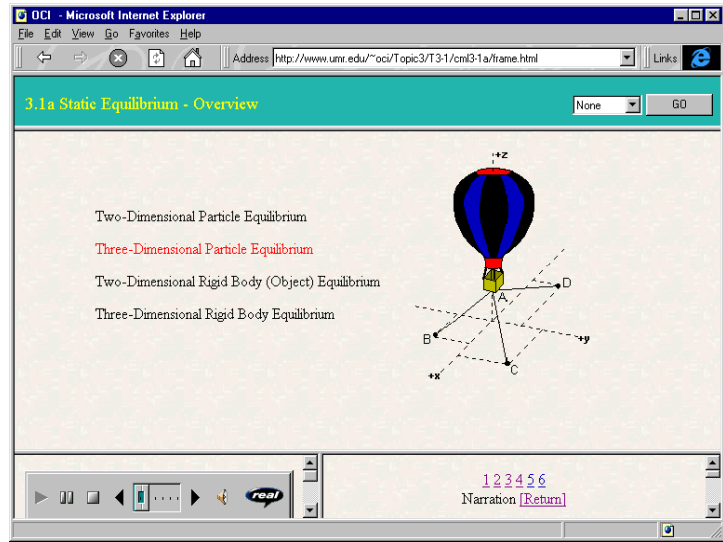 OCI - Microsoft Internet Explorer
File Edit View Go Favorites Help
Address http://www.umr.edu/~oci/Topic3/T3-1/cml3-1a/frame.html Links
3.1a Static Equilibrium - Overview
None GO
+z
Two-Dimensional Particle Equilibrium
Three-Dimensional Particle Equilibrium
Two-Dimensional Rigid Body (Object) Equilibrium
Three-Dimensional Rigid Body Equilibrium
D
A
B
+y
C
+x
1 2 3 4 5 6
Narration [Return]
real